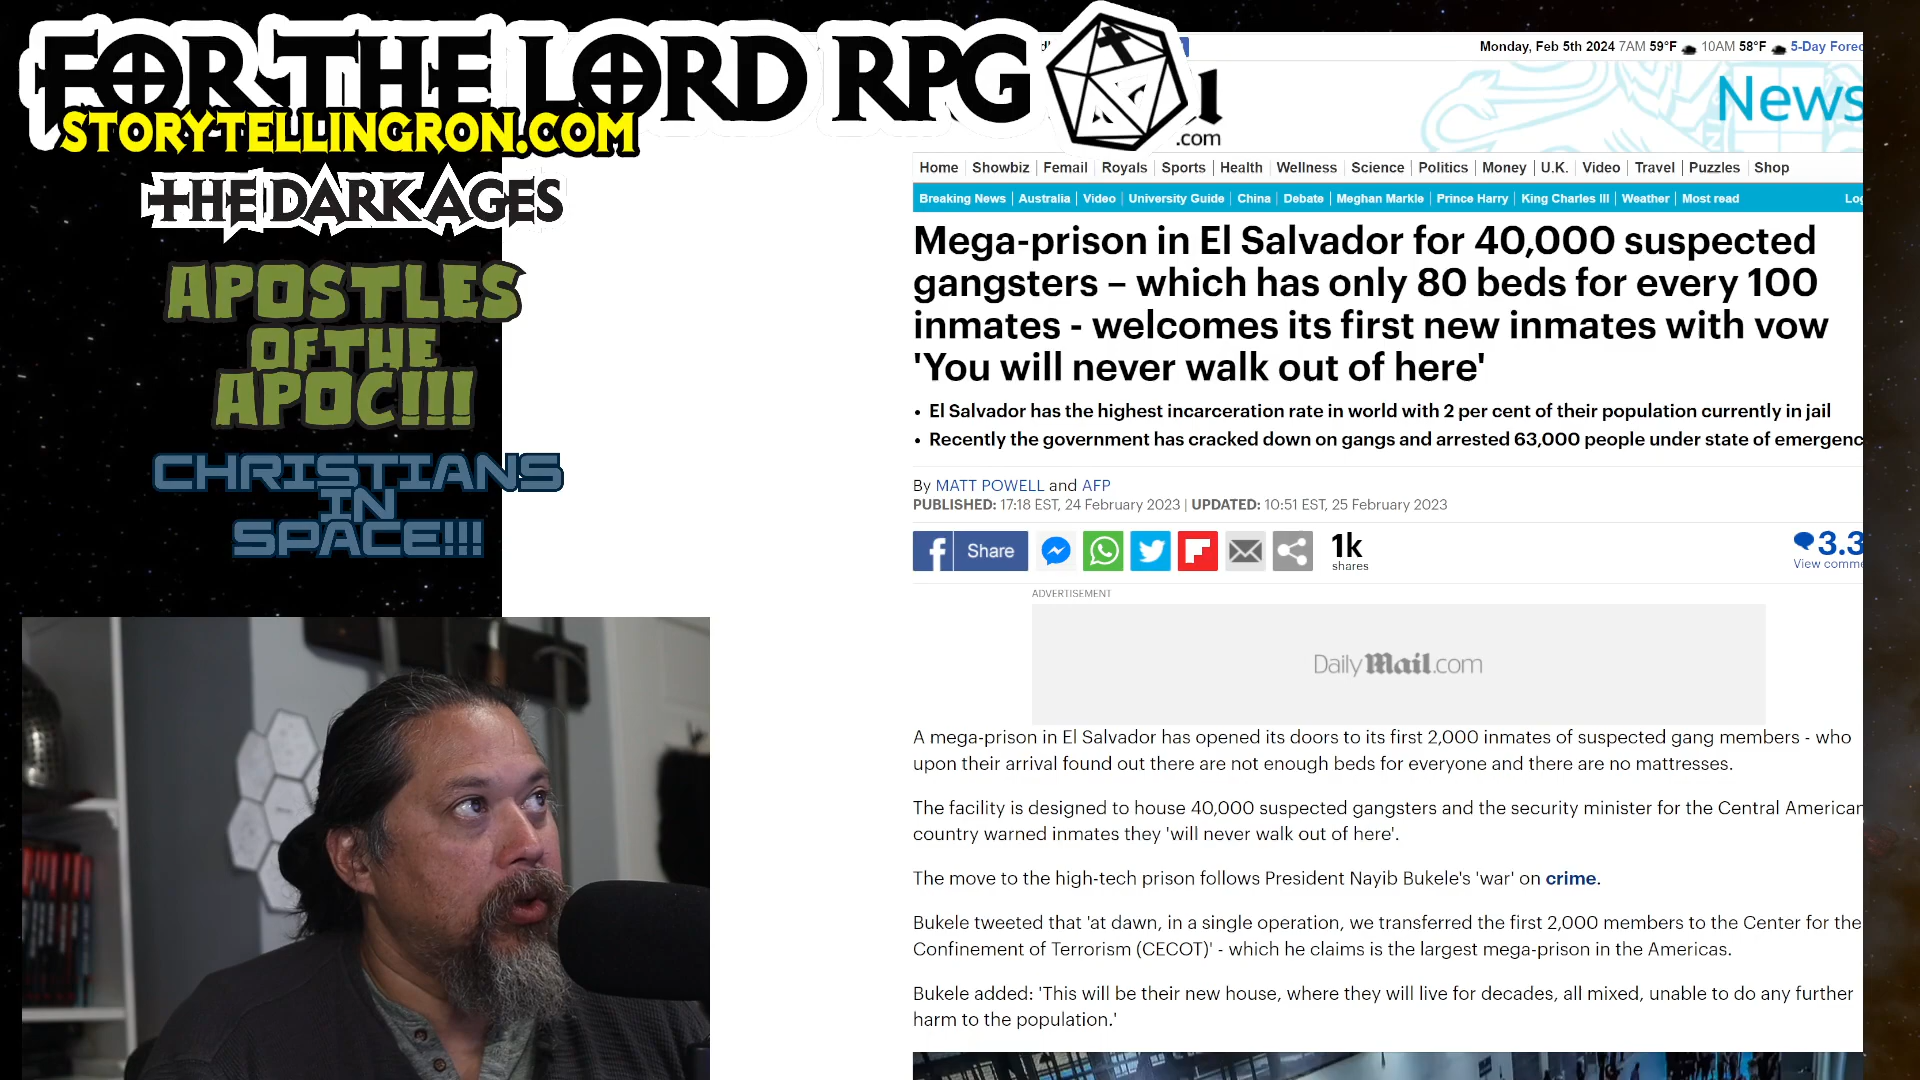 FOR THE LORD RPG
STORYTELLINGRON.COM
THE DARK AGES
APOSTLES
OF THE
APOC!!!
CHRISTIANS
IN
SPACE!!!
.com
Monday, Feb 5th 2024 7AM 59°F 10AM 58°F 5-Day Forec
News
Home Showbiz Femail Royals Sports Health Wellness Science Politics Money U.K. Video Travel Puzzles Shop
Breaking News Australia Video University Guide China Debate Meghan Markle Prince Harry King Charles III Weather Most read Log
Mega-prison in El Salvador for 40,000 suspected
gangsters – which has only 80 beds for every 100
inmates - welcomes its first new inmates with vow
'You will never walk out of here'
• El Salvador has the highest incarceration rate in world with 2 per cent of their population currently in jail
• Recently the government has cracked down on gangs and arrested 63,000 people under state of emergenc
By MATT POWELL and AFP
PUBLISHED: 17:18 EST, 24 February 2023 | UPDATED: 10:51 EST, 25 February 2023
Share
1k
shares
3.3
View comme
ADVERTISEMENT
Daily Mail.com
A mega-prison in El Salvador has opened its doors to its first 2,000 inmates of suspected gang members - who
upon their arrival found out there are not enough beds for everyone and there are no mattresses.
The facility is designed to house 40,000 suspected gangsters and the security minister for the Central American
country warned inmates they 'will never walk out of here'.
The move to the high-tech prison follows President Nayib Bukele's 'war' on crime.
Bukele tweeted that 'at dawn, in a single operation, we transferred the first 2,000 members to the Center for the
Confinement of Terrorism (CECOT)' - which he claims is the largest mega-prison in the Americas.
Bukele added: 'This will be their new house, where they will live for decades, all mixed, unable to do any further
harm to the population.'